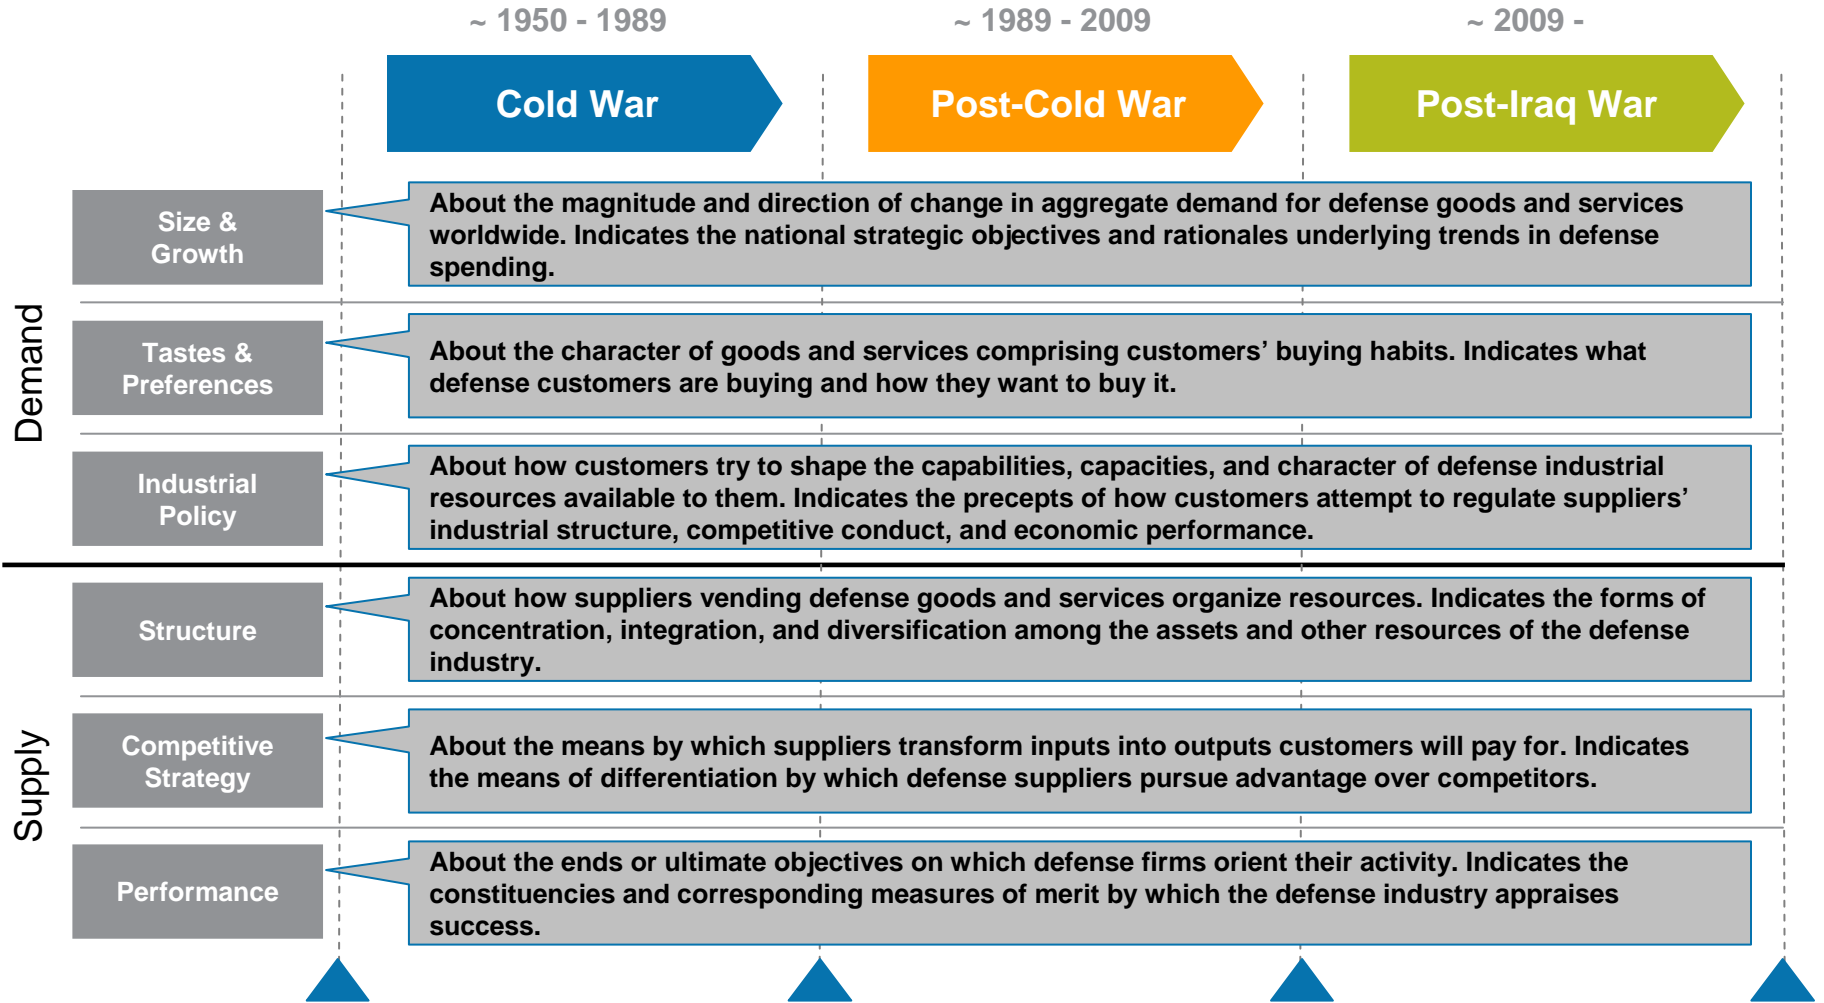 ~ 1950 - 1989
~ 1989 - 2009
~ 2009 -
Cold War
Post-Cold War
Post-Iraq War
Demand
Size &
Growth
About the magnitude and direction of change in aggregate demand for defense goods and services
worldwide. Indicates the national strategic objectives and rationales underlying trends in defense
spending.
Tastes &
Preferences
About the character of goods and services comprising customers’ buying habits. Indicates what
defense customers are buying and how they want to buy it.
Industrial
Policy
About how customers try to shape the capabilities, capacities, and character of defense industrial
resources available to them. Indicates the precepts of how customers attempt to regulate suppliers’
industrial structure, competitive conduct, and economic performance.
Supply
Structure
About how suppliers vending defense goods and services organize resources. Indicates the forms of
concentration, integration, and diversification among the assets and other resources of the defense
industry.
Competitive
Strategy
About the means by which suppliers transform inputs into outputs customers will pay for. Indicates
the means of differentiation by which defense suppliers pursue advantage over competitors.
Performance
About the ends or ultimate objectives on which defense firms orient their activity. Indicates the
constituencies and corresponding measures of merit by which the defense industry appraises
success.